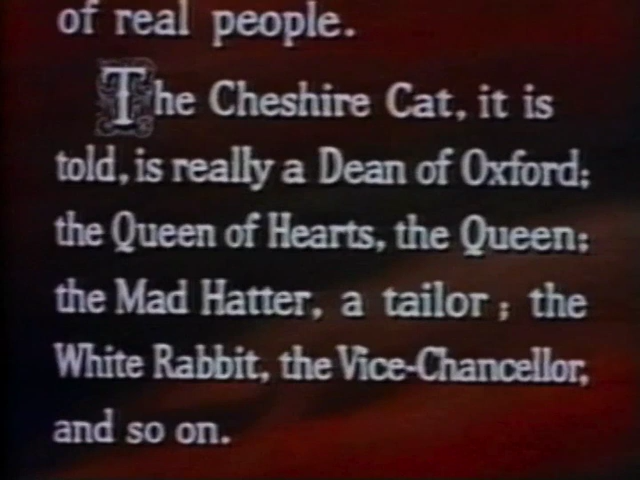 of real people.
The Cheshire Cat, it is
told, is really a Dean of Oxford;
the Queen of Hearts, the Queen;
the Mad Hatter, a tailor; the
White Rabbit, the Vice-Chancellor,
and so on.